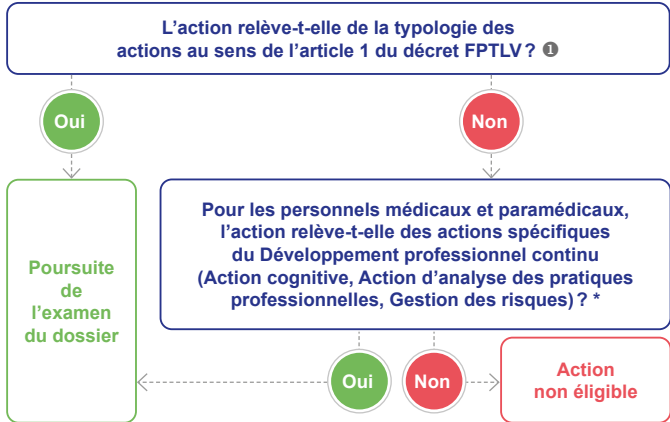 L'action relève-t-elle de la typologie des
actions au sens de l'article 1 du décret FPTLV ? ❶
Oui
Non
Poursuite
de
l'examen
du dossier
Pour les personnels médicaux et paramédicaux,
l'action relève-t-elle des actions spécifiques
du Développement professionnel continu
(Action cognitive, Action d'analyse des pratiques
professionnelles, Gestion des risques) ? *
Oui
Non
Action
non éligible